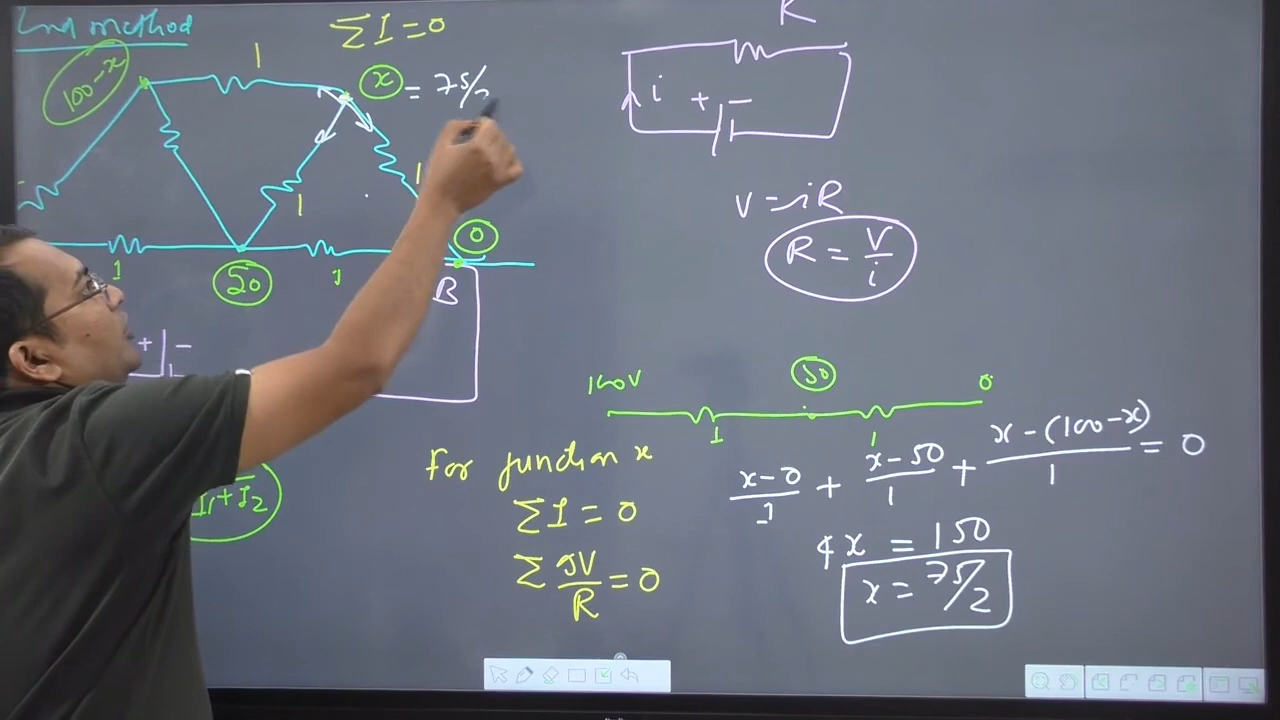 2nd method
ΣI=0
100-x
1
x = 75/2
1
1
1
50
1
0
B
+ -
I1+I2
R
i + -
V=iR
R = V/i
100V 50 0
1 1
For junction x
ΣI = 0
Σ ΔV/R = 0
x-0/1 + x-50/1 + x-(100-x)/1 = 0
4x = 150
x = 75/2